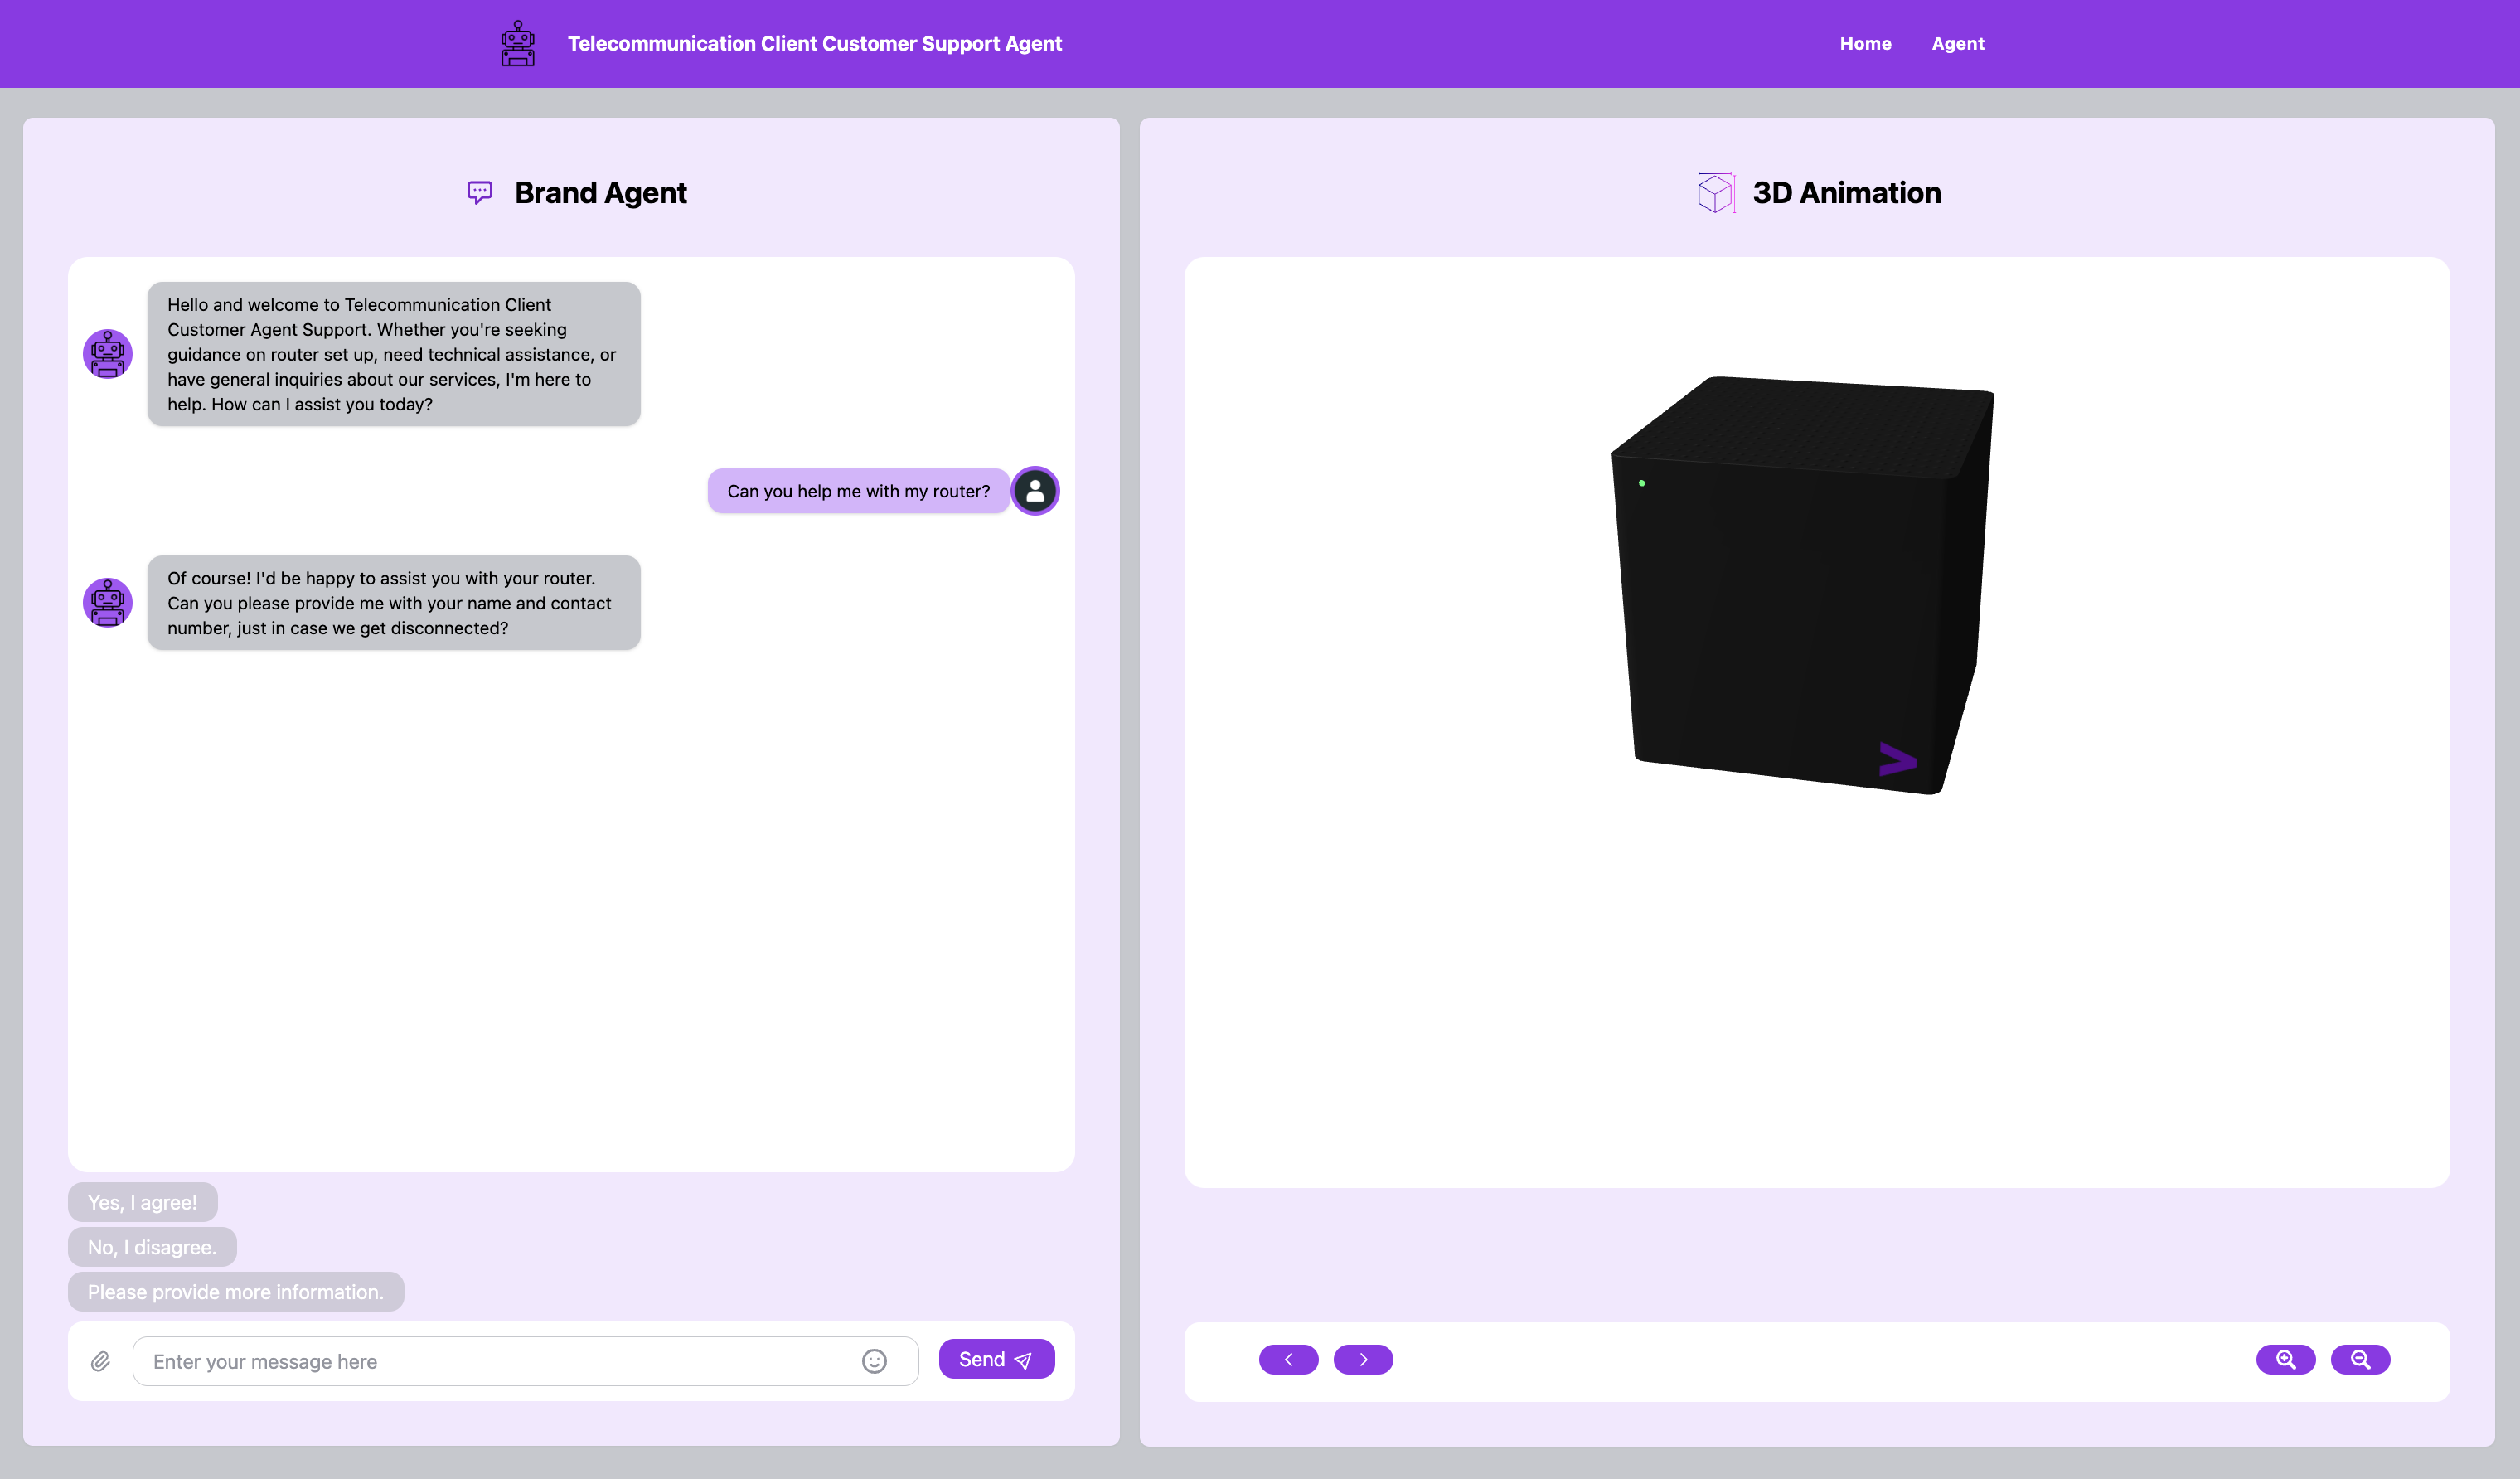 Telecommunication Client Customer Support Agent
Home
Agent
Brand Agent
Hello and welcome to Telecommunication Client
Customer Agent Support. Whether you're seeking
guidance on router set up, need technical assistance, or
have general inquiries about our services, I'm here to
help. How can I assist you today?
Can you help me with my router?
Of course! I'd be happy to assist you with your router.
Can you please provide me with your name and contact
number, just in case we get disconnected?
Yes, I agree!
No, I disagree.
Please provide more information.
Enter your message here
Send
3D Animation
>